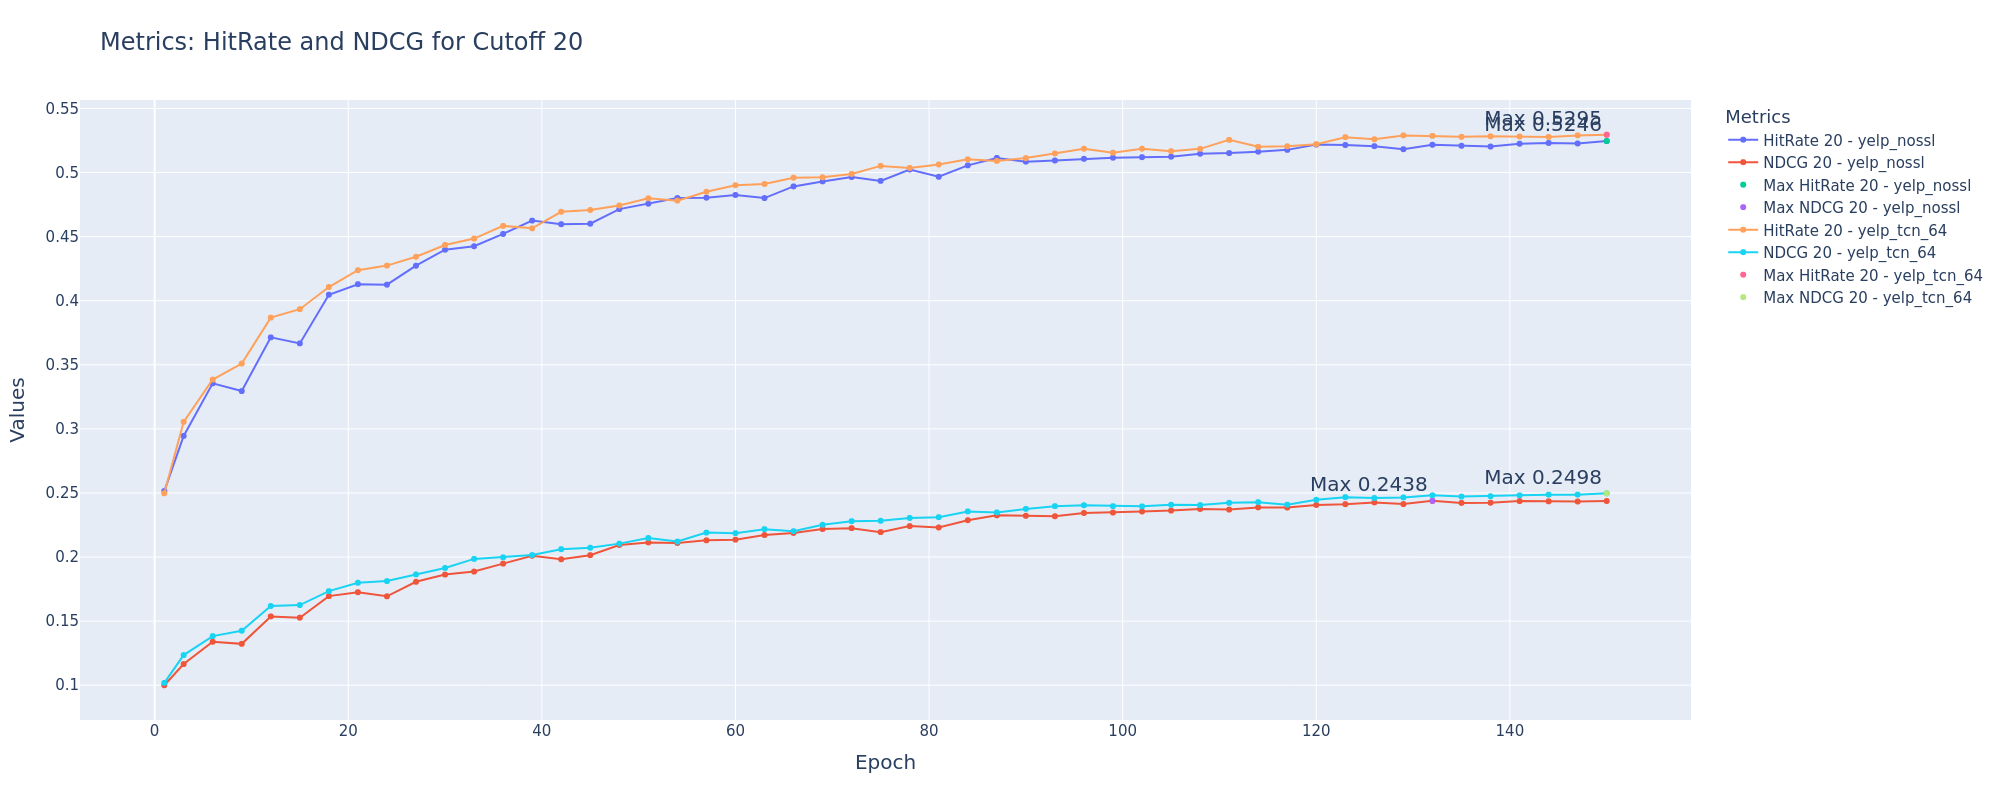 Metrics: HitRate and NDCG for Cutoff 20
Values
0.55
0.5
0.45
0.4
0.35
0.3
0.25
0.2
0.15
0.1
Max 0.5295
Max 0.5246
Max 0.2438
Max 0.2498
0
20
40
60
80
100
120
140
Epoch
Metrics
HitRate 20 - yelp_nossl
NDCG 20 - yelp_nossl
Max HitRate 20 - yelp_nossl
Max NDCG 20 - yelp_nossl
HitRate 20 - yelp_tcn_64
NDCG 20 - yelp_tcn_64
Max HitRate 20 - yelp_tcn_64
Max NDCG 20 - yelp_tcn_64